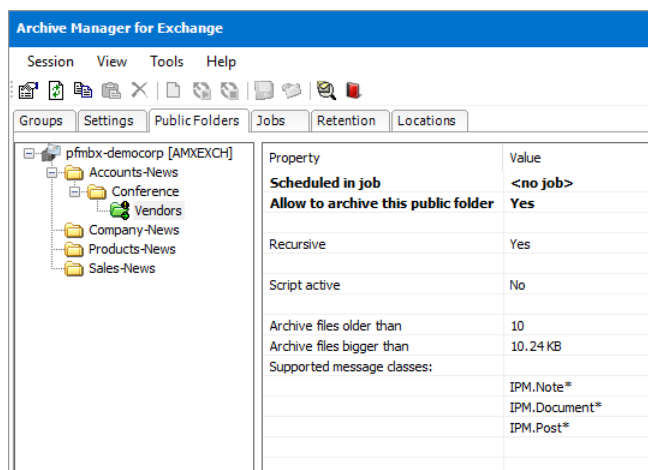 Archive Manager for Exchange
Session View Tools Help
Groups Settings Public Folders Jobs Retention Locations
pfmbx-democorp [AMXEXCH]
Accounts-News
Conference
Vendors
Company-News
Products-News
Sales-News
Property Value
Scheduled in job <no job>
Allow to archive this public folder Yes
Recursive Yes
Script active No
Archive files older than 10
Archive files bigger than 10.24 KB
Supported message classes:
IPM.Note*
IPM.Document*
IPM.Post*